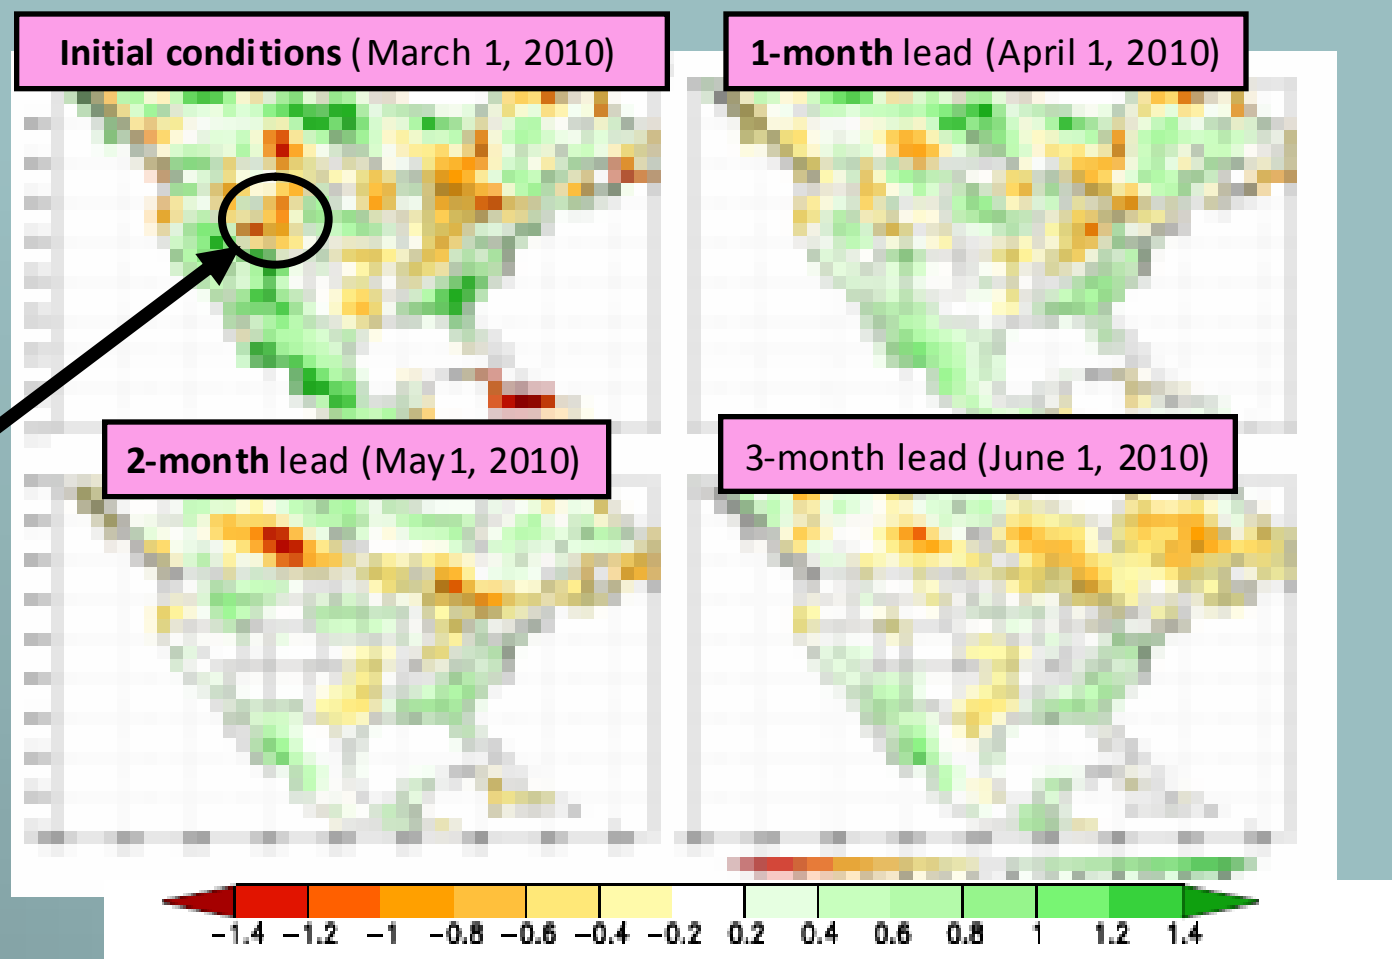 Initial conditions (March 1, 2010)
1-month lead (April 1, 2010)
2-month lead (May 1, 2010)
3-month lead (June 1, 2010)
-1.4 -1.2 -1 -0.8 -0.6 -0.4 -0.2 0.2 0.4 0.6 0.8 1 1.2 1.4